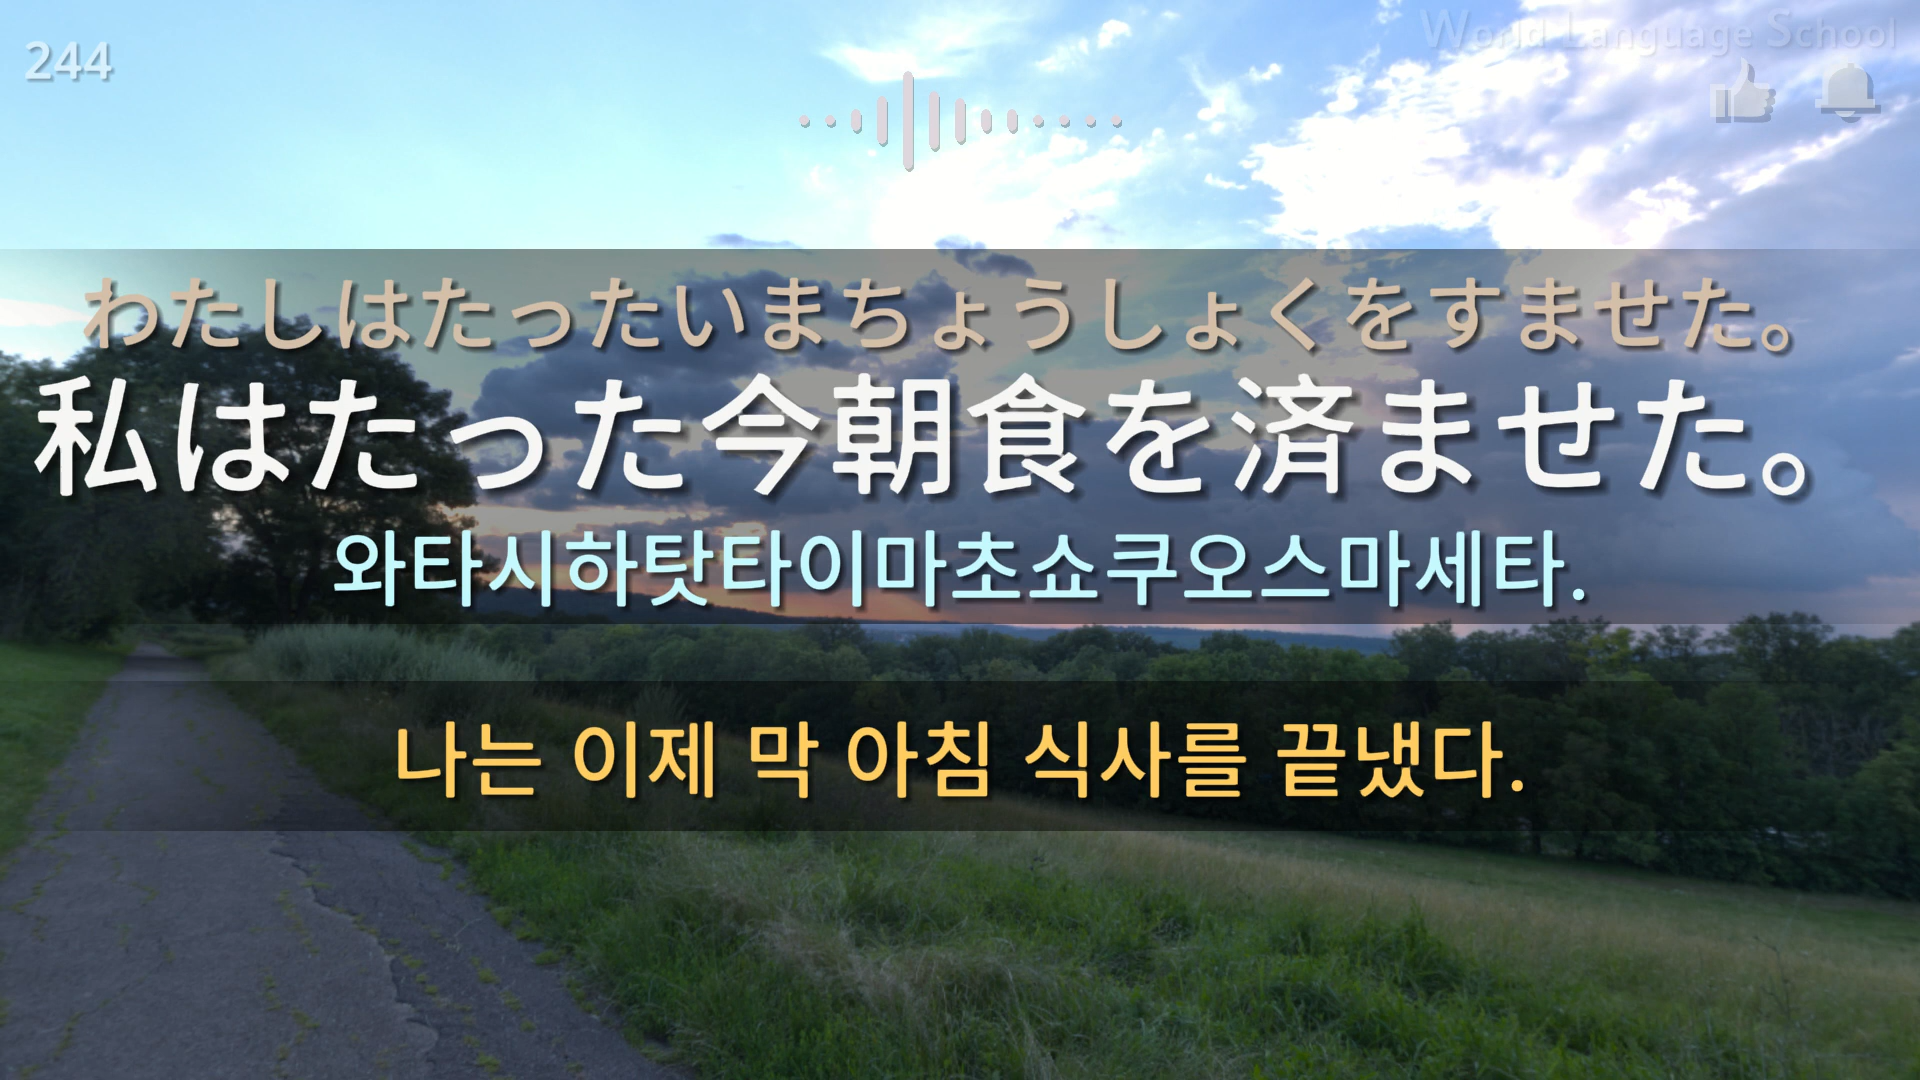 World Language School
244
わたしはたったいまちょうしょくをすませた。
私はたった今朝食を済ませた。
와타시하탓타이마초쇼쿠오스마세타.
나는 이제 막 아침 식사를 끝냈다.